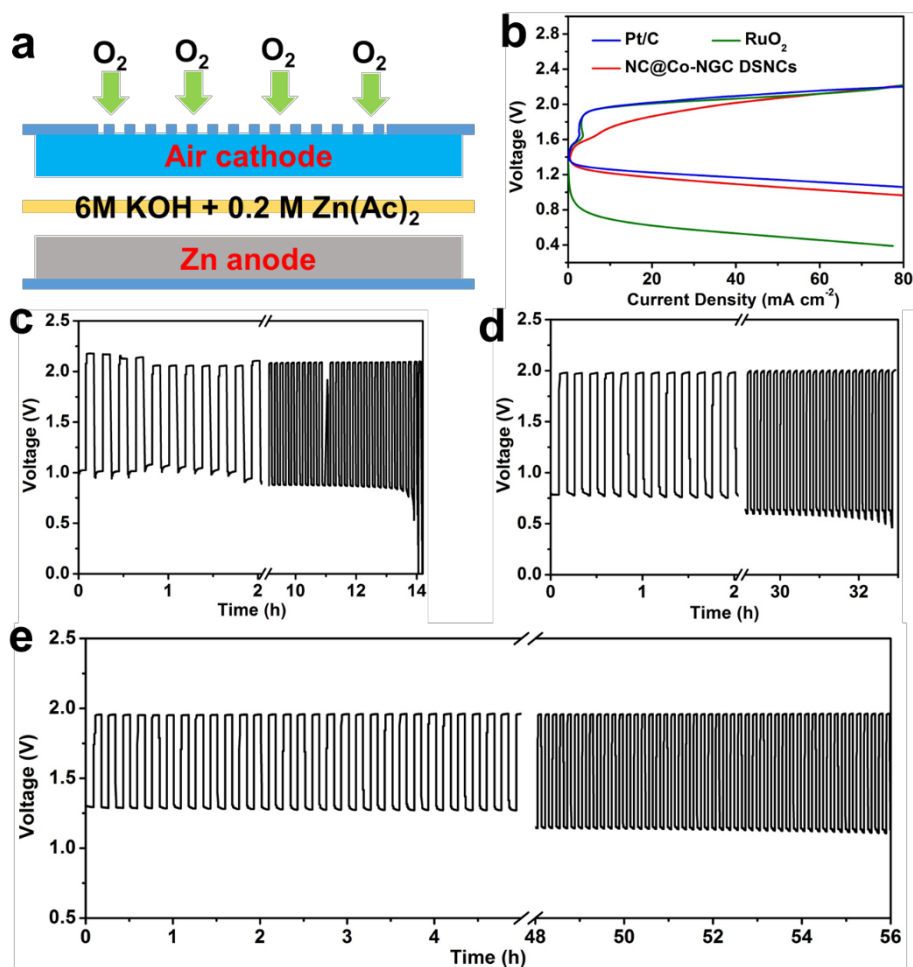 a
O₂ O₂ O₂ O₂
Air cathode
6M KOH + 0.2 M Zn(Ac)₂
Zn anode
b
Pt/C RuO₂
NC@Co-NGC DSNCs
2.8
2.4
2.0
1.6
1.2
0.8
0.4
Voltage (V)
0 20 40 60 80
Current Density (mA cm⁻²)
c
2.5
2.0
1.5
1.0
0.5
0.0
Voltage (V)
0 1 2 10 12 14
Time (h)
d
2.5
2.0
1.5
1.0
0.5
0.0
Voltage (V)
0 1 2 30 32
Time (h)
e
2.5
2.0
1.5
1.0
0.5
Voltage (V)
0 1 2 3 4 48 50 52 54 56
Time (h)